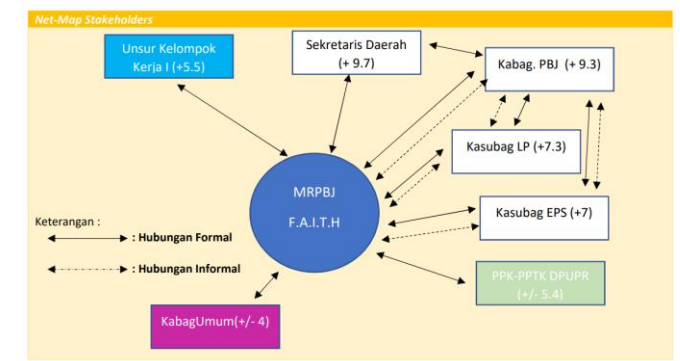 Net-Map Stakeholders
Unsur Kelompok
Kerja I (+5.5)
Sekretaris Daerah
(+ 9.7)
Kabag. PBJ (+ 9.3)
Kasubag LP (+7.3)
MRPBJ
F.A.I.T.H
Kasubag EPS (+7)
Keterangan :
: Hubungan Formal
: Hubungan Informal
PPK-PPTK DPUPR
(+/- 5.4)
KabagUmum(+/- 4)